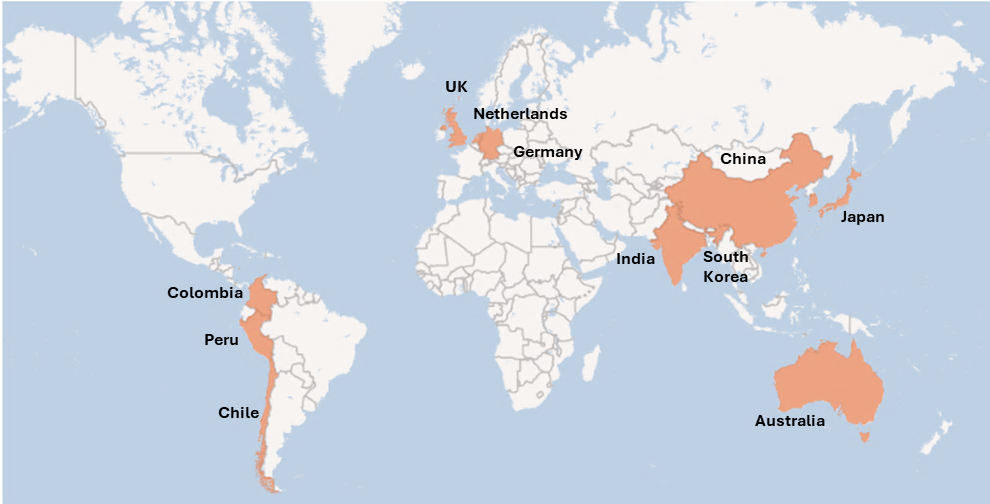 UK
Netherlands
Germany
China
Japan
India
South
Korea
Colombia
Peru
Chile
Australia